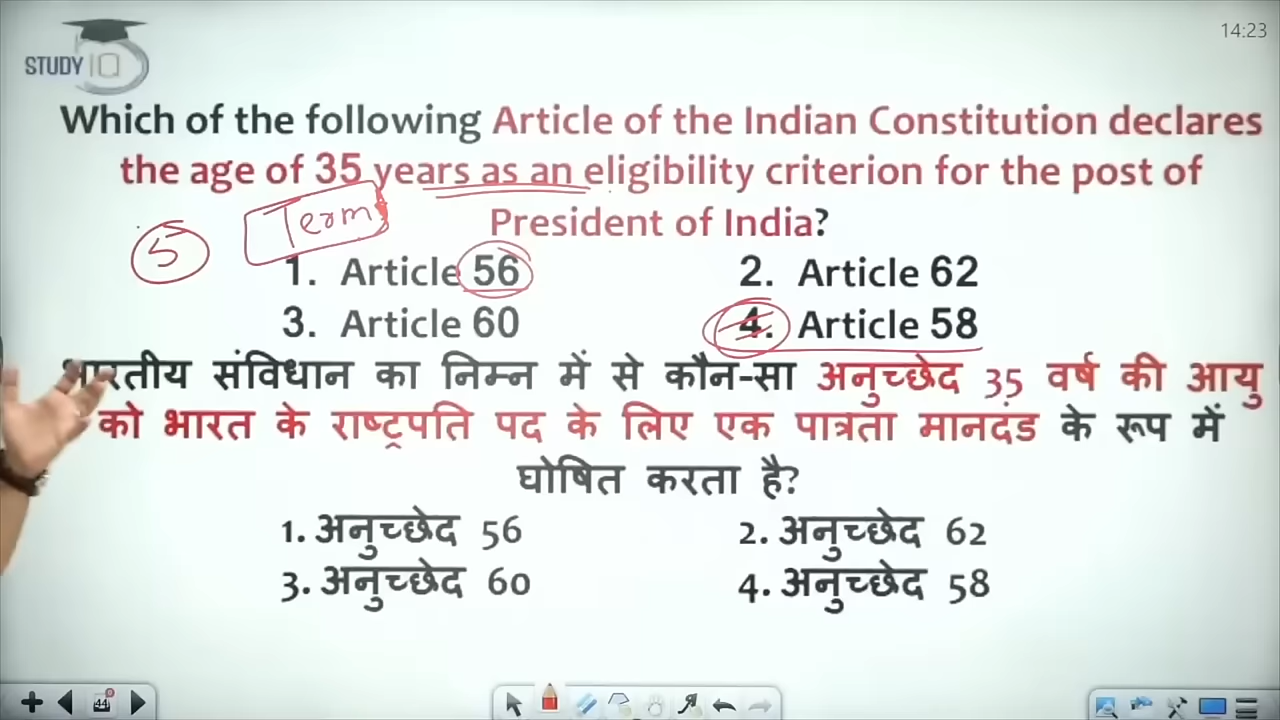 14:23
STUDY IQ
Which of the following Article of the Indian Constitution declares
the age of 35 years as an eligibility criterion for the post of
President of India?
5 Term
1. Article 56 2. Article 62
3. Article 60 4. Article 58
भारतीय संविधान का निम्न में से कौन-सा अनुच्छेद 35 वर्ष की आयु
को भारत के राष्ट्रपति पद के लिए एक पात्रता मानदंड के रूप में
घोषित करता है?
1. अनुच्छेद 56 2. अनुच्छेद 62
3. अनुच्छेद 60 4. अनुच्छेद 58
44